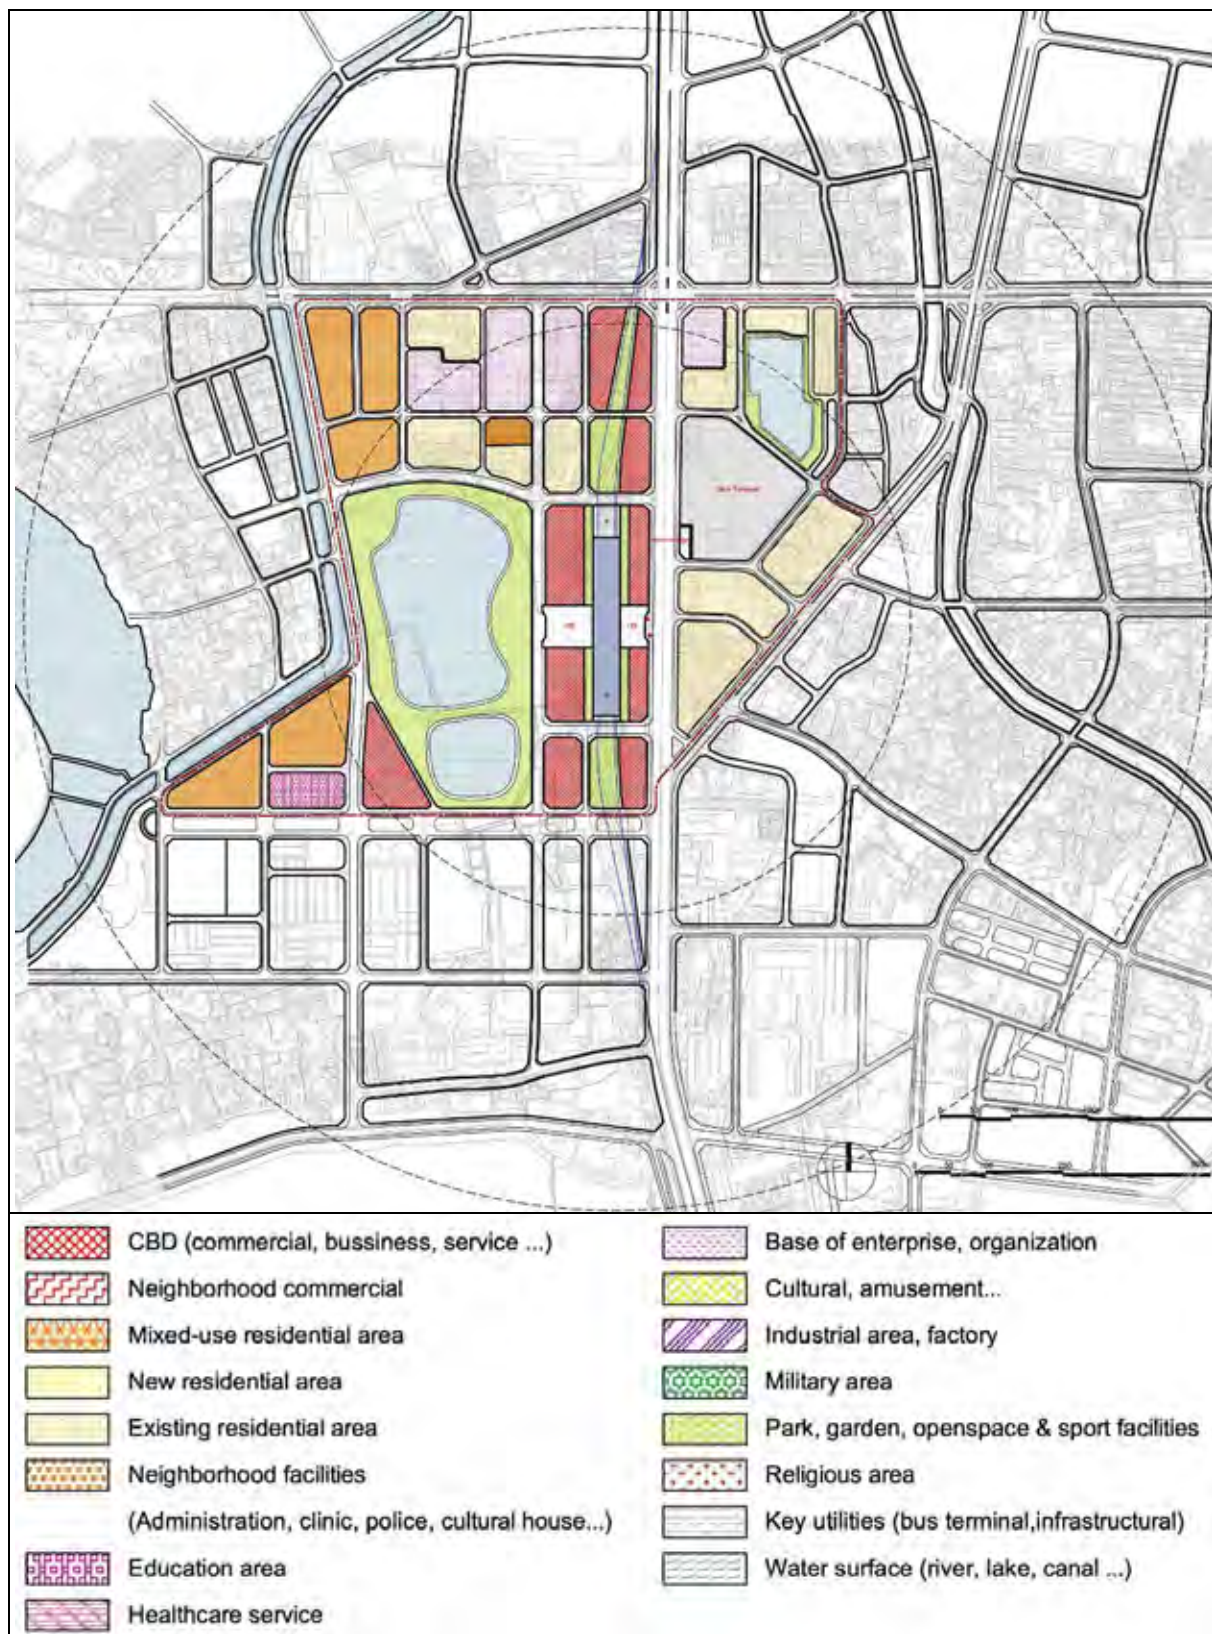 CBD (commercial, bussiness, service ...)
Neighborhood commercial
Mixed-use residential area
New residential area
Existing residential area
Neighborhood facilities
(Administration, clinic, police, cultural house...)
Education area
Healthcare service
Base of enterprise, organization
Cultural, amusement...
Industrial area, factory
Military area
Park, garden, openspace & sport facilities
Religious area
Key utilities (bus terminal,infrastructural)
Water surface (river, lake, canal ...)